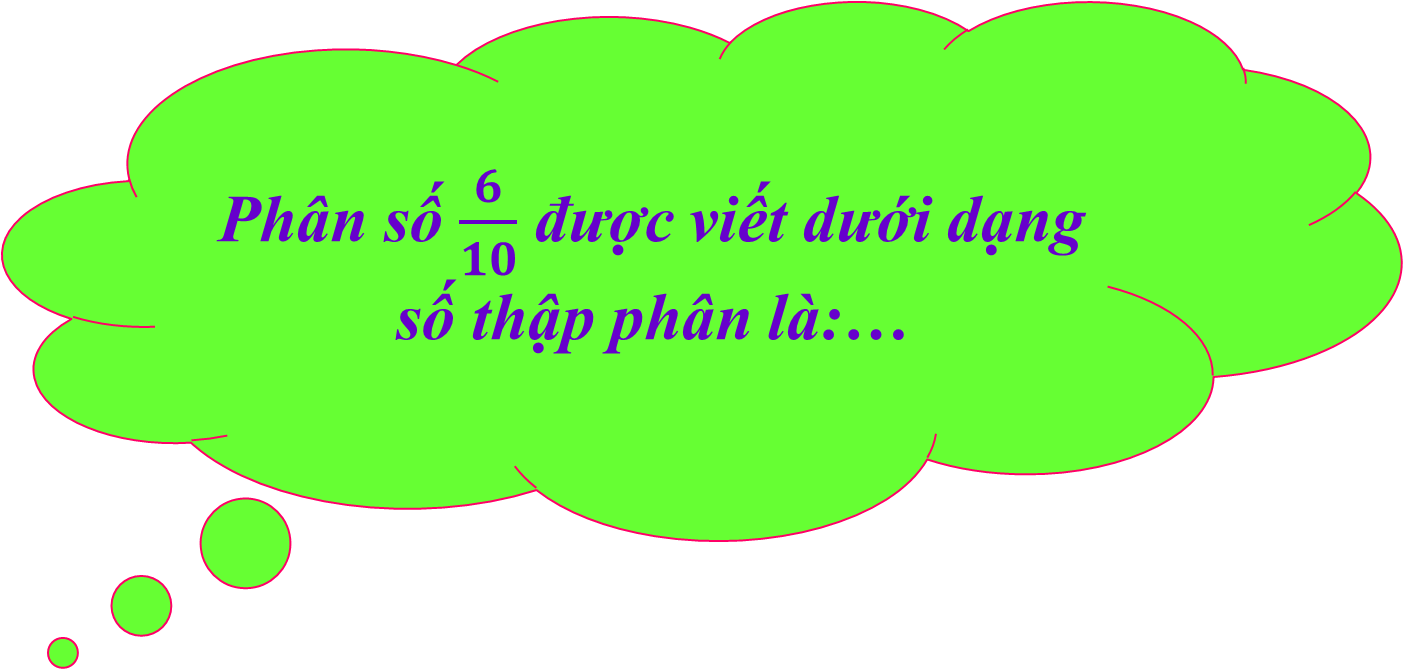 Phân số 6/10 được viết dưới dạng
số thập phân là:...